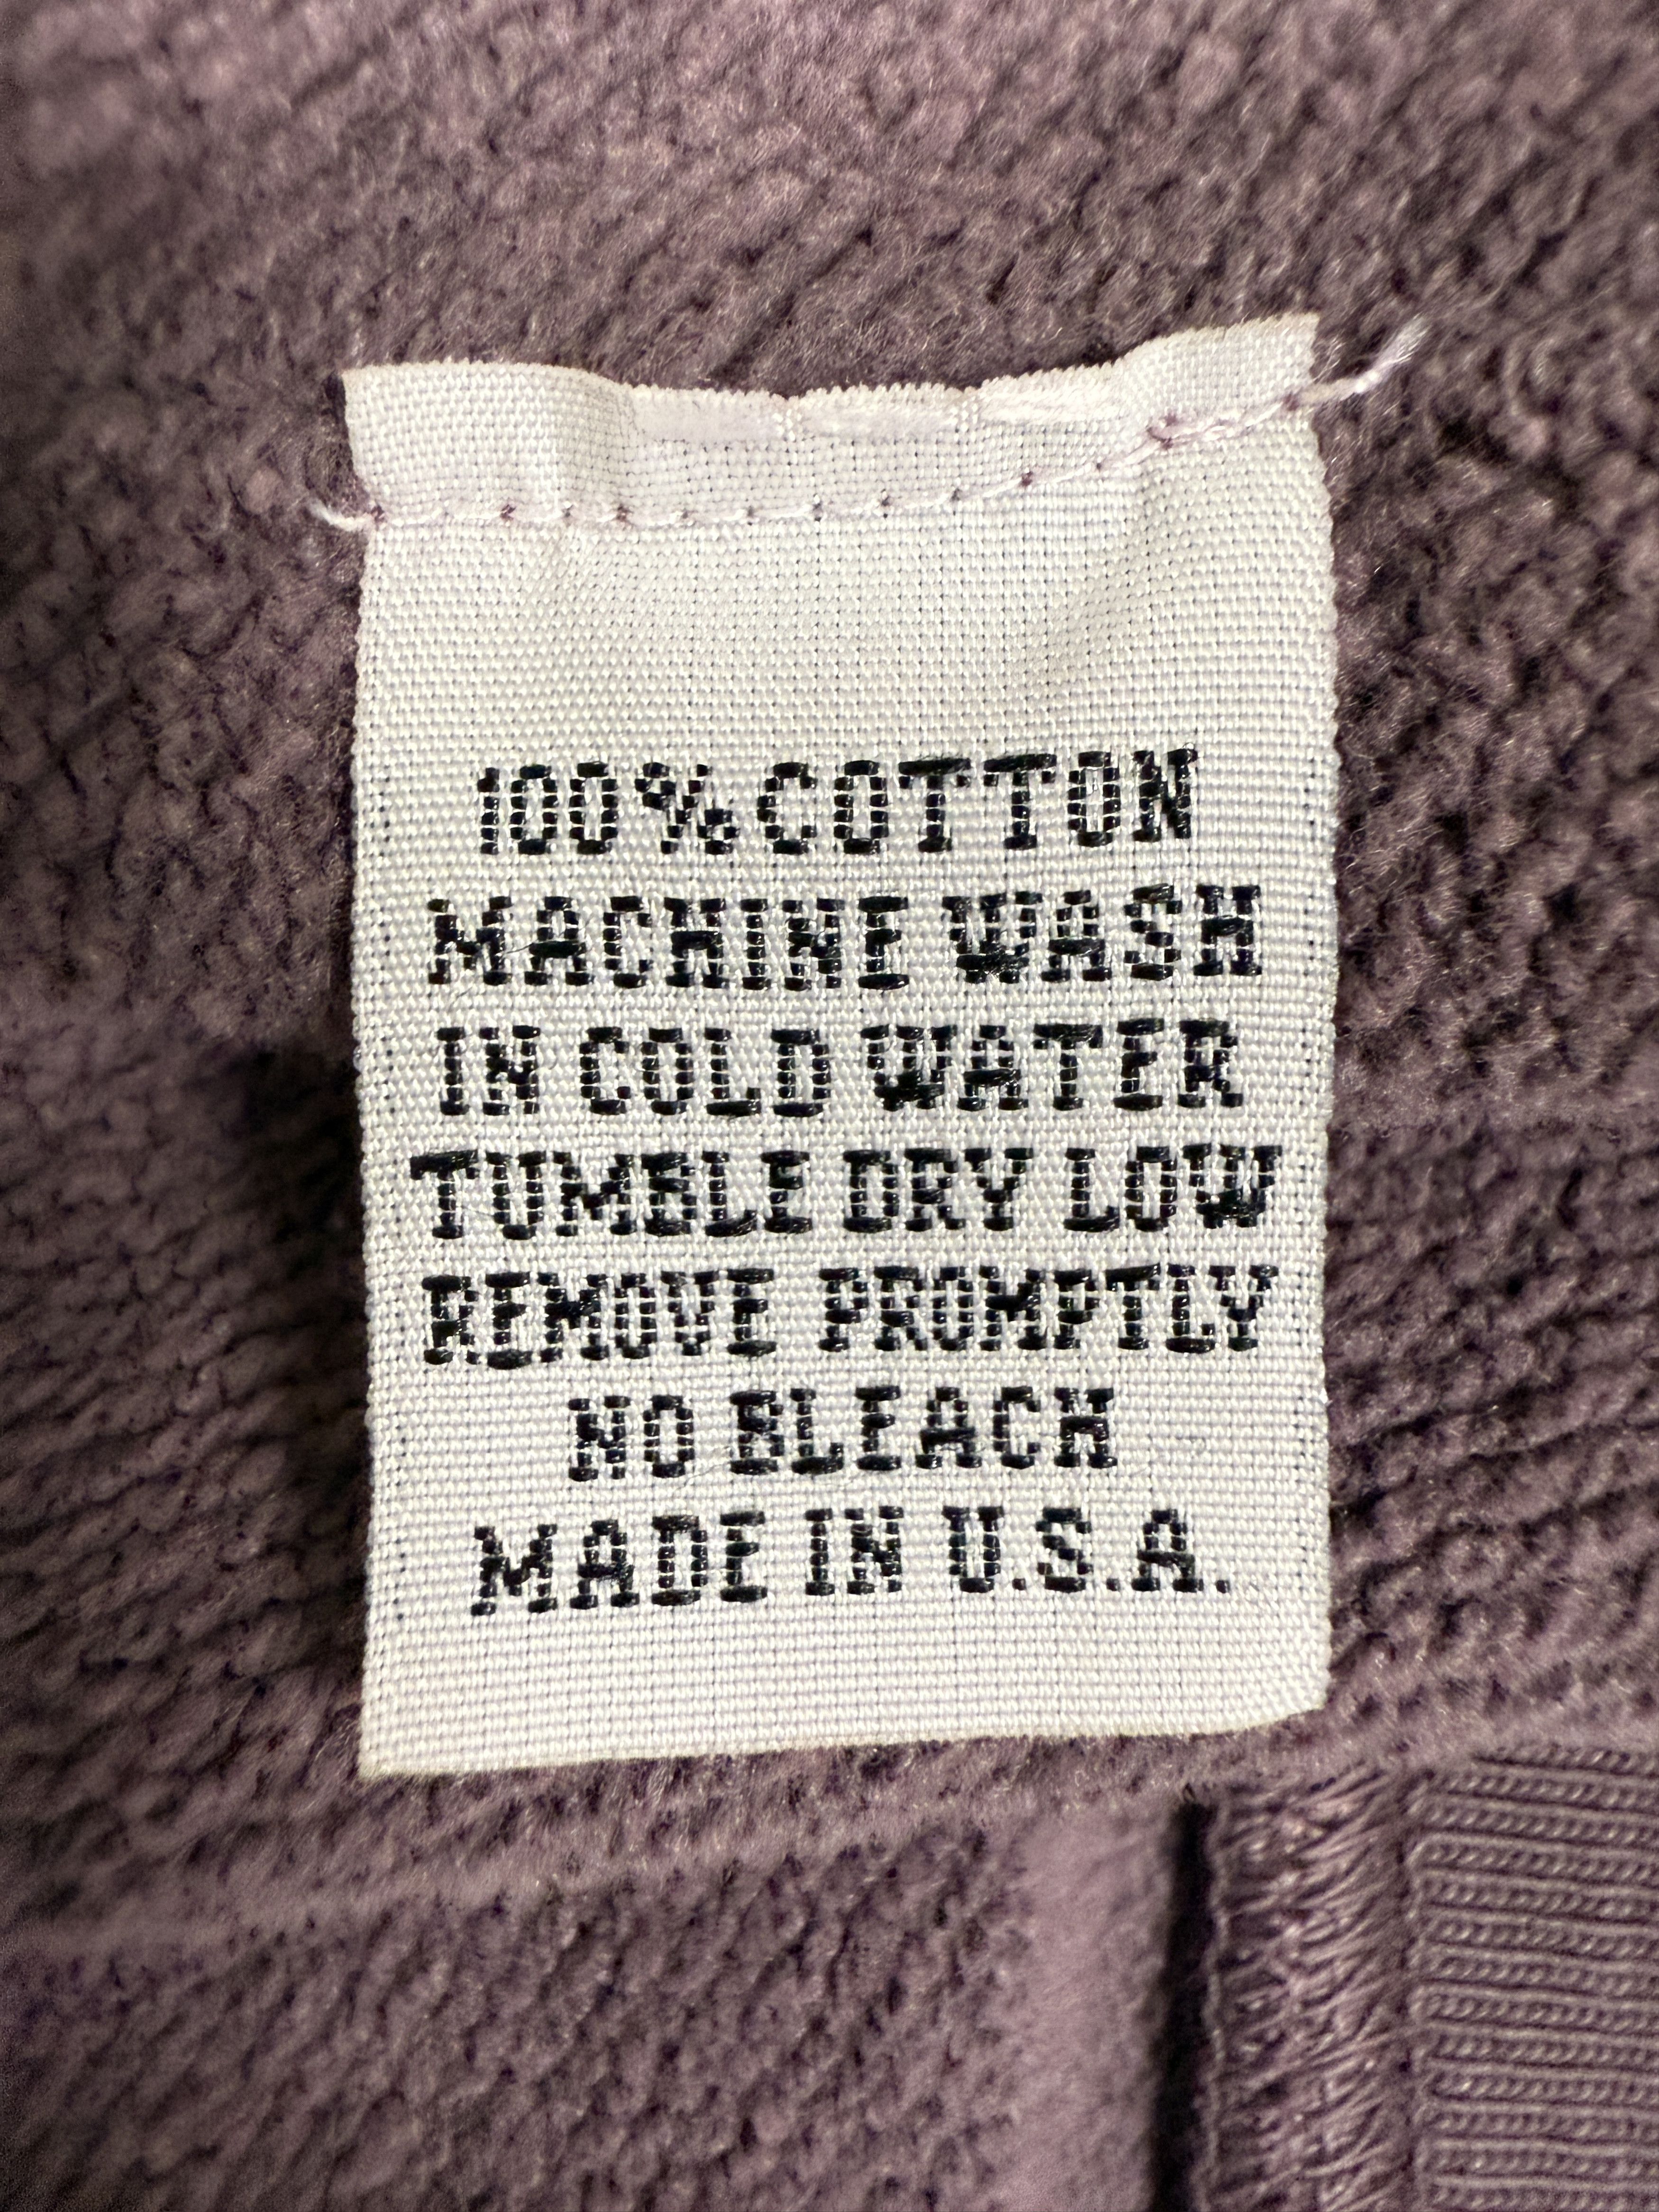 100% COTTON
MACHINE WASH
IN COLD WATER
TUMBLE DRY LOW
REMOVE PROMPTLY
NO BLEACH
MADE IN U.S.A.